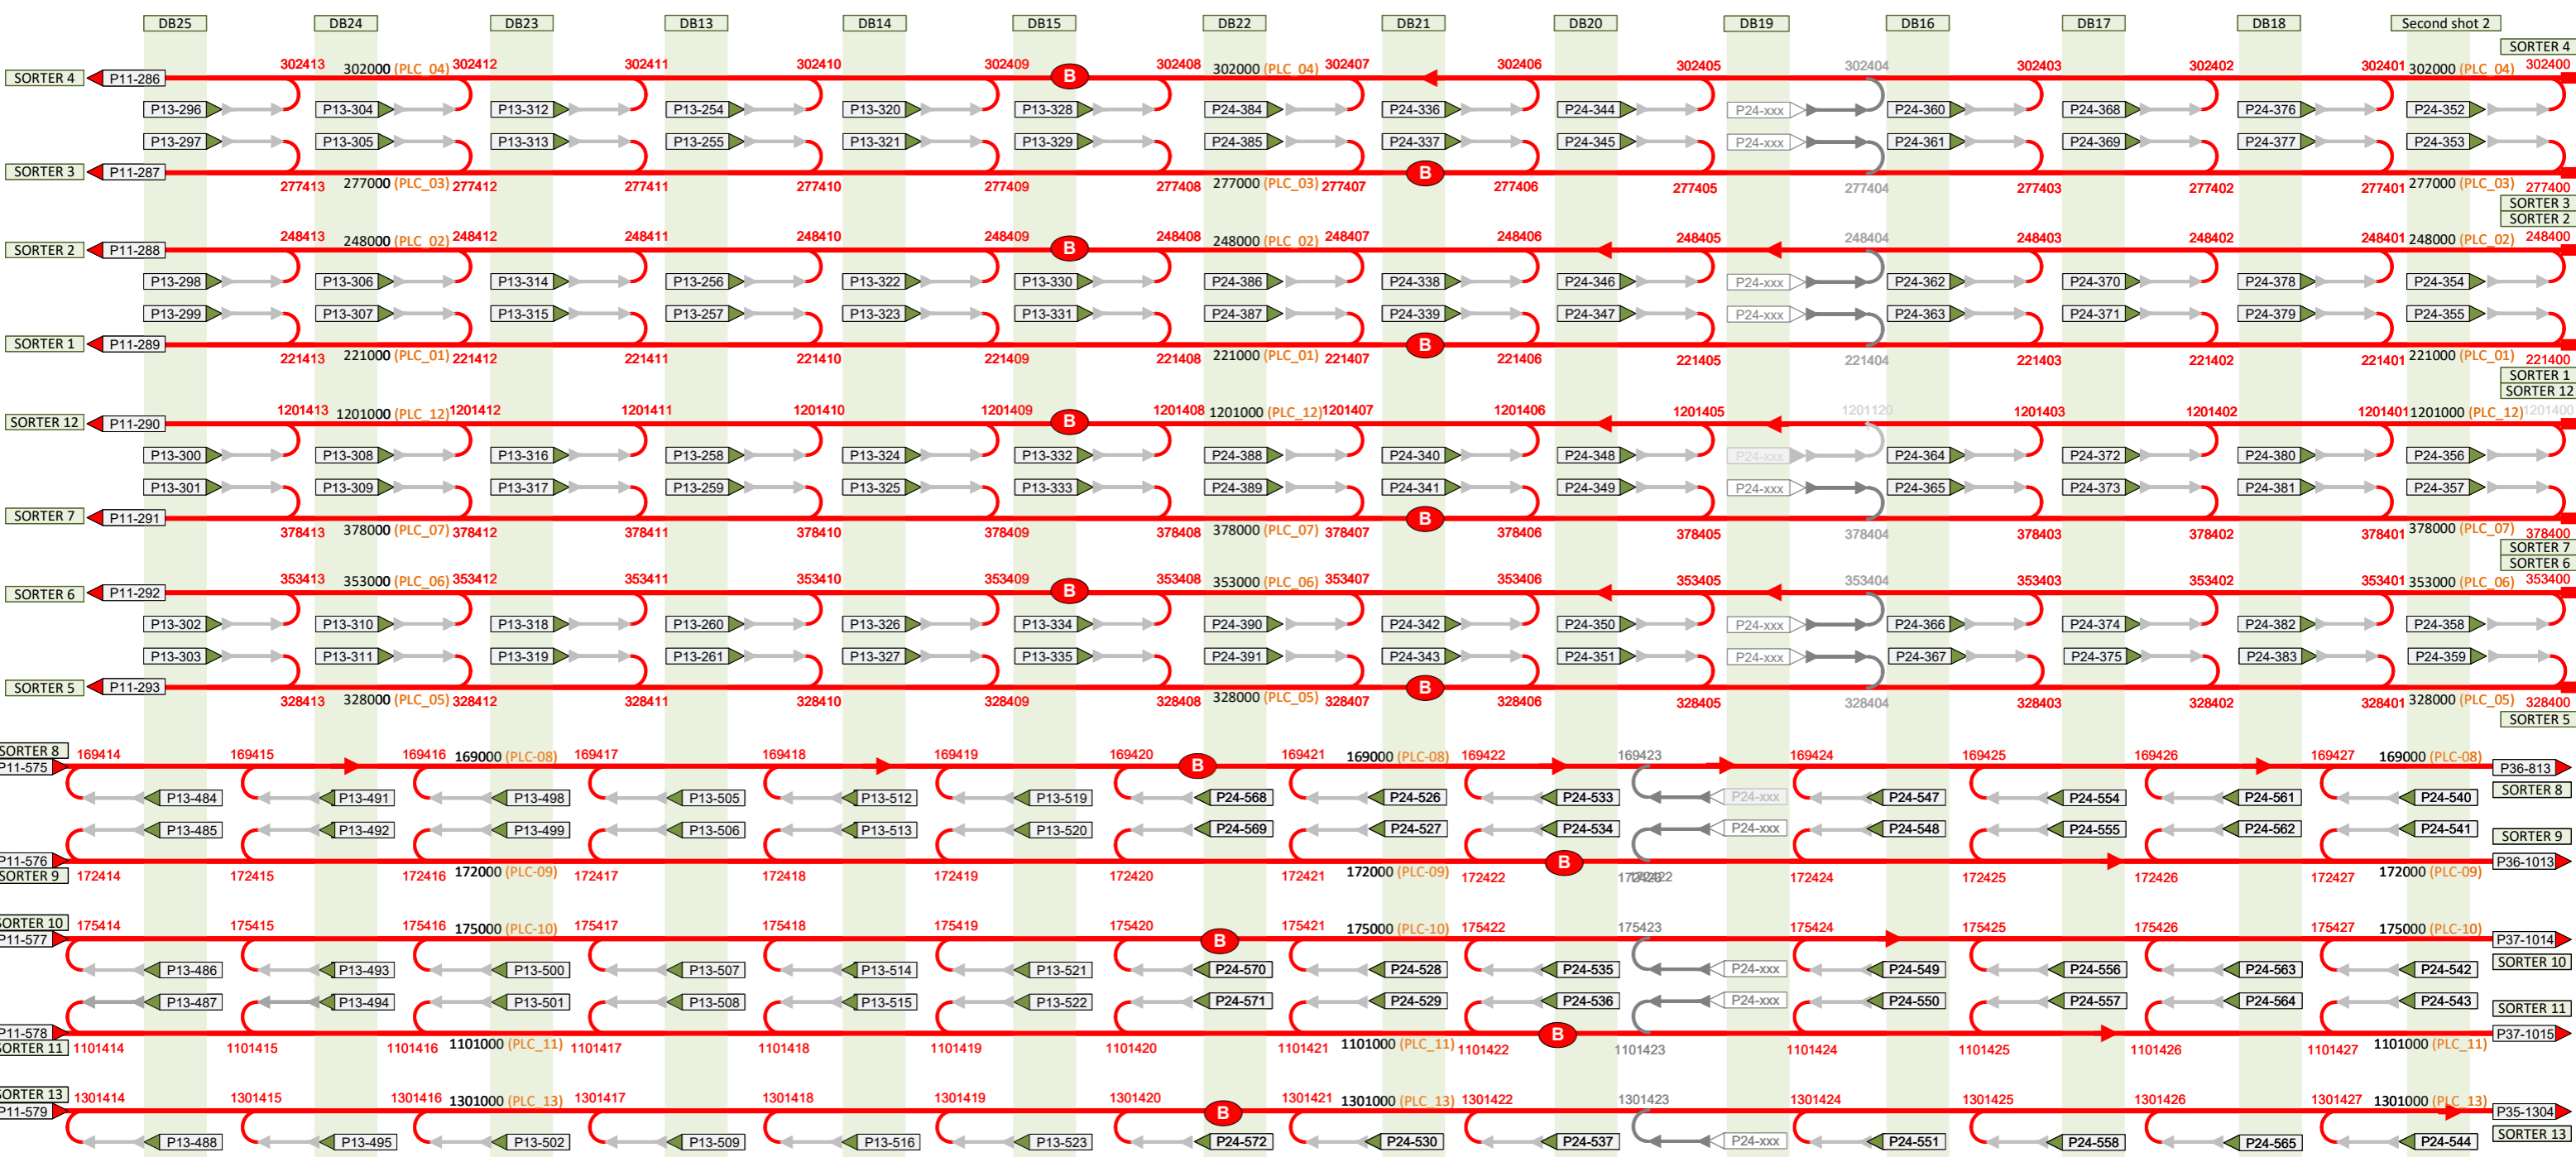 DB25 DB24 DB23 DB13 DB14 DB15 DB22 DB21 DB20 DB19 DB16 DB17 DB18 Second shot 2
SORTER 4
302413 302000 (PLC_04) 302412 302411 302410 302409 302408 302000 (PLC_04) 302407 302406 302405 302404 302403 302402 302401 302000 (PLC_04) 302400
SORTER 4 P11-286 B
P13-296 P13-304 P13-312 P13-254 P13-320 P13-328 P24-384 P24-336 P24-344 P24-xxx P24-360 P24-368 P24-376 P24-352
P13-297 P13-305 P13-313 P13-255 P13-321 P13-329 P24-385 P24-337 P24-345 P24-xxx P24-361 P24-369 P24-377 P24-353
SORTER 3 P11-287 B
277413 277000 (PLC_03) 277412 277411 277410 277409 277408 277000 (PLC_03) 277407 277406 277405 277404 277403 277402 277401 277000 (PLC_03) 277400
SORTER 3
SORTER 2
248413 248000 (PLC_02) 248412 248411 248410 248409 248408 248000 (PLC_02) 248407 248406 248405 248404 248403 248402 248401 248000 (PLC_02) 248400
SORTER 2 P11-288 B
P13-298 P13-306 P13-314 P13-256 P13-322 P13-330 P24-386 P24-338 P24-346 P24-xxx P24-362 P24-370 P24-378 P24-354
P13-299 P13-307 P13-315 P13-257 P13-323 P13-331 P24-387 P24-339 P24-347 P24-xxx P24-363 P24-371 P24-379 P24-355
SORTER 1 P11-289 B
221413 221000 (PLC_01) 221412 221411 221410 221409 221408 221000 (PLC_01) 221407 221406 221405 221404 221403 221402 221401 221000 (PLC_01) 221400
SORTER 1
SORTER 12
1201413 1201000 (PLC_12) 1201412 1201411 1201410 1201409 1201408 1201000 (PLC_12) 1201407 1201406 1201405 1201120 1201403 1201402 1201401 1201000 (PLC_12) 1201400
SORTER 12 P11-290 B
P13-300 P13-308 P13-316 P13-258 P13-324 P13-332 P24-388 P24-340 P24-348 P24-xxx P24-364 P24-372 P24-380 P24-356
P13-301 P13-309 P13-317 P13-259 P13-325 P13-333 P24-389 P24-341 P24-349 P24-xxx P24-365 P24-373 P24-381 P24-357
SORTER 7 P11-291 B
378413 378000 (PLC_07) 378412 378411 378410 378409 378408 378000 (PLC_07) 378407 378406 378405 378404 378403 378402 378401 378000 (PLC_07) 378400
SORTER 7
SORTER 6
353413 353000 (PLC_06) 353412 353411 353410 353409 353408 353000 (PLC_06) 353407 353406 353405 353404 353403 353402 353401 353000 (PLC_06) 353400
SORTER 6 P11-292 B
P13-302 P13-310 P13-318 P13-260 P13-326 P13-334 P24-390 P24-342 P24-350 P24-xxx P24-366 P24-374 P24-382 P24-358
P13-303 P13-311 P13-319 P13-261 P13-327 P13-335 P24-391 P24-343 P24-351 P24-xxx P24-367 P24-375 P24-383 P24-359
SORTER 5 P11-293 B
328413 328000 (PLC_05) 328412 328411 328410 328409 328408 328000 (PLC_05) 328407 328406 328405 328404 328403 328402 328401 328000 (PLC_05) 328400
SORTER 5
SORTER 8 169414 169415 169416 169000 (PLC-08) 169417 169418 169419 169420 169421 169000 (PLC-08) 169422 169423 169424 169425 169426 169427 169000 (PLC-08)
P11-575 B P36-813
P13-484 P13-491 P13-498 P13-505 P13-512 P13-519 P24-568 P24-526 P24-533 P24-xxx P24-547 P24-554 P24-561 P24-540 SORTER 8
P13-485 P13-492 P13-499 P13-506 P13-513 P13-520 P24-569 P24-527 P24-534 P24-xxx P24-548 P24-555 P24-562 P24-541 SORTER 9
P11-576 B P36-1013
SORTER 9 172414 172415 172416 172000 (PLC-09) 172417 172418 172419 172420 172421 172000 (PLC-09) 172422 172424 172425 172426 172427 172000 (PLC-09)
SORTER 10 175414 175415 175416 175000 (PLC-10) 175417 175418 175419 175420 175421 175000 (PLC-10) 175422 175423 175424 175425 175426 175427 175000 (PLC-10)
P11-577 B P37-1014
P13-486 P13-493 P13-500 P13-507 P13-514 P13-521 P24-570 P24-528 P24-535 P24-xxx P24-549 P24-556 P24-563 P24-542 SORTER 10
P13-487 P13-494 P13-501 P13-508 P13-515 P13-522 P24-571 P24-529 P24-536 P24-xxx P24-550 P24-557 P24-564 P24-543 SORTER 11
P11-578 B P37-1015
SORTER 11 1101414 1101415 1101416 1101000 (PLC_11) 1101417 1101418 1101419 1101420 1101421 1101000 (PLC_11) 1101422 1101423 1101424 1101425 1101426 1101427 1101000 (PLC_11)
SORTER 13 1301414 1301415 1301416 1301000 (PLC_13) 1301417 1301418 1301419 1301420 1301421 1301000 (PLC_13) 1301422 1301423 1301424 1301425 1301426 1301427 1301000 (PLC_13)
P11-579 B P35-1304
P13-488 P13-495 P13-502 P13-509 P13-516 P13-523 P24-572 P24-530 P24-537 P24-xxx P24-551 P24-558 P24-565 P24-544 SORTER 13